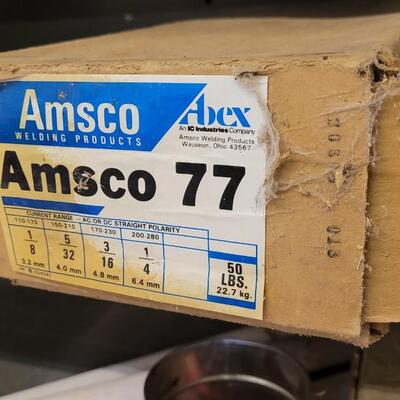 Amsco
WELDING PRODUCTS
Abex
An IC Industries Company
Amsco Welding Products
Wauseon, Ohio 43567
Amsco 77
CURRENT RANGE – AC OR DC STRAIGHT POLARITY
110-170 150-210 170-230 200-280
1/8 5/32 3/16 1/4
3.2 mm 4.0 mm 4.8 mm 6.4 mm
50
LBS.
22.7 kg.